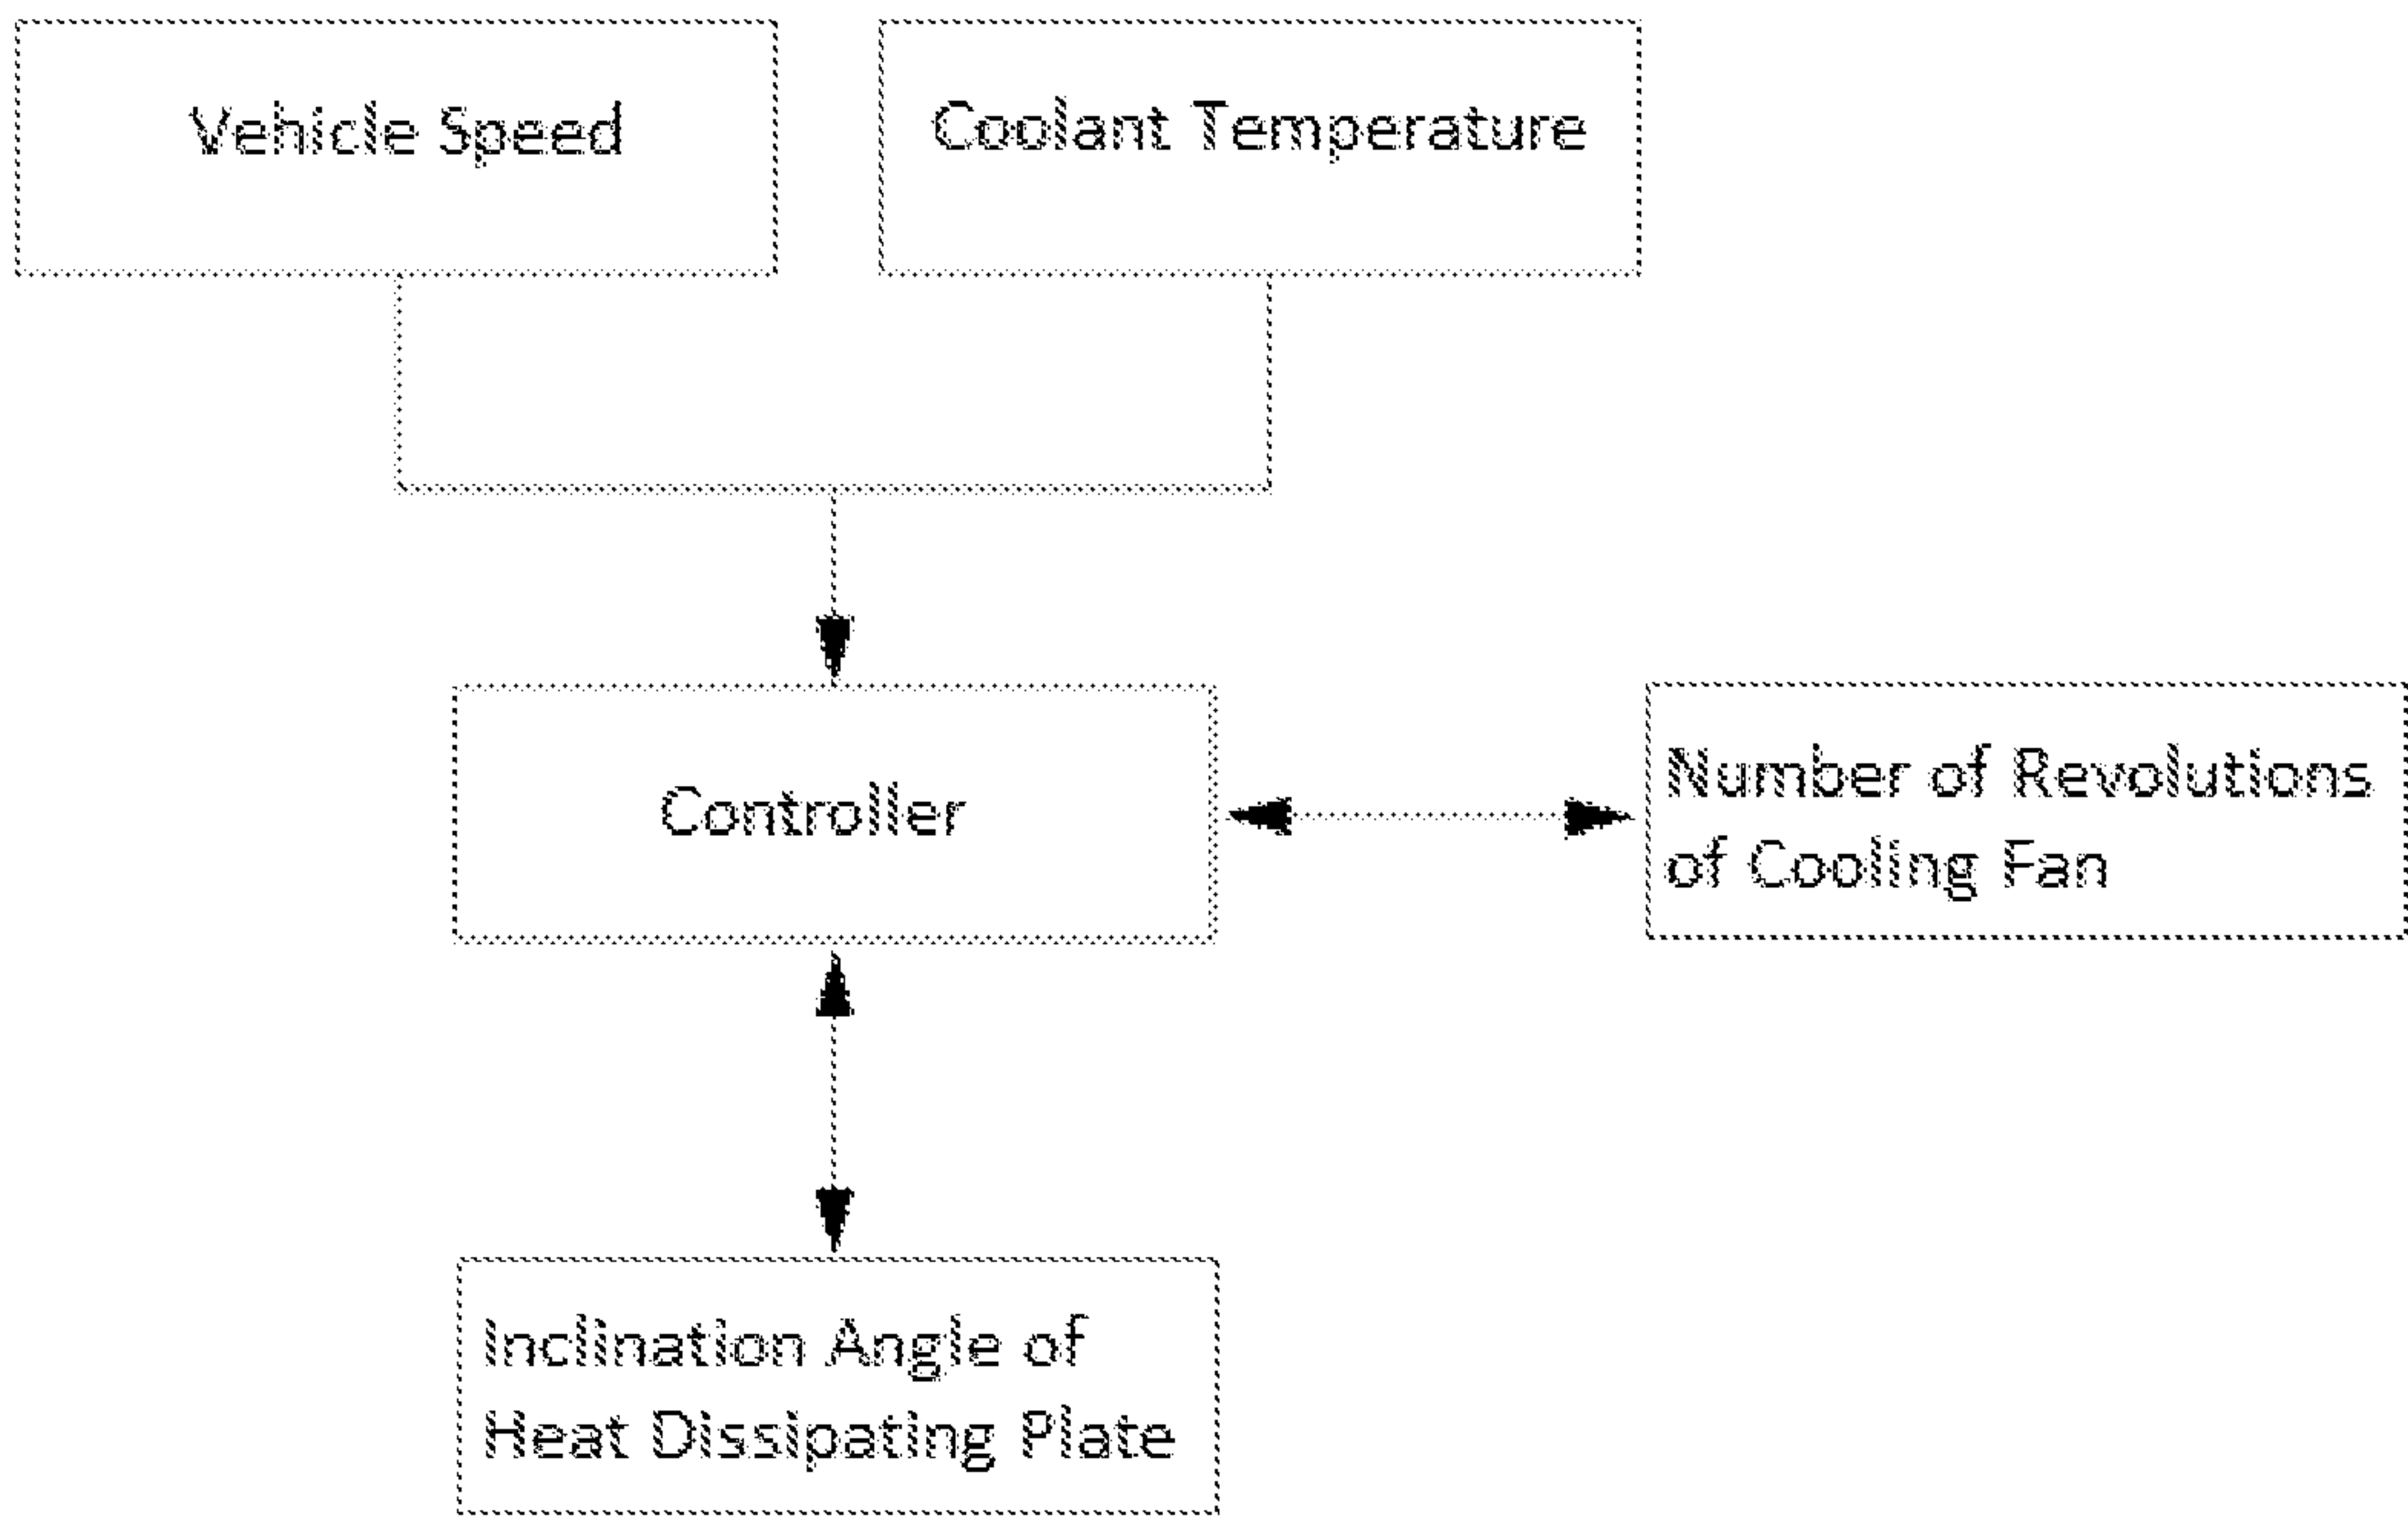 Vehicle Speed
Coolant Temperature
Controller
Number of Revolutions
of Cooling Fan
Inclination Angle of
Heat Dissipating Plate